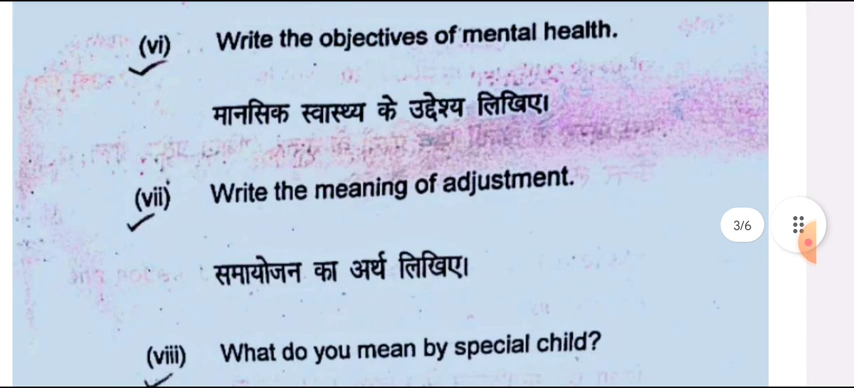 (vi) Write the objectives of mental health.
मानसिक स्वास्थ्य के उद्देश्य लिखिए।
(vii) Write the meaning of adjustment.
3/6
समायोजन का अर्थ लिखिए।
(viii) What do you mean by special child?